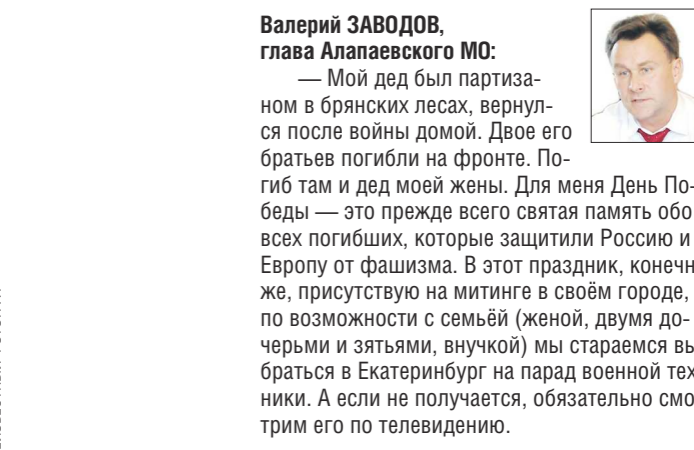 Валерий ЗАВОДОВ,
глава Алапаевского МО:
— Мой дед был партиза-
ном в брянских лесах, вернул-
ся после войны домой. Двое его
братьев погибли на фронте. По-
гиб там и дед моей жены. Для меня День По-
беды — это прежде всего святая память обо
всех погибших, которые защитили Россию и
Европу от фашизма. В этот праздник, конечн
же, присутствую на митинге в своём городе,
по возможности с семьёй (женой, двумя до-
черьми и зятьями, внучкой) мы стараемся вы
браться в Екатеринбург на парад военной тех
ники. А если не получается, обязательно смо
трим его по телевидению.